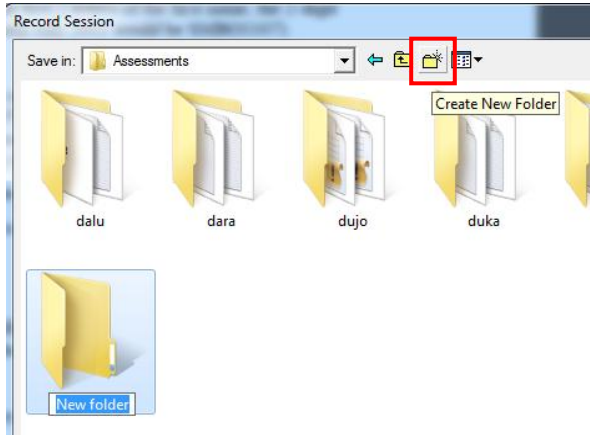 Record Session
Save in: Assessments
Create New Folder
dalu dara dujo duka
New folder